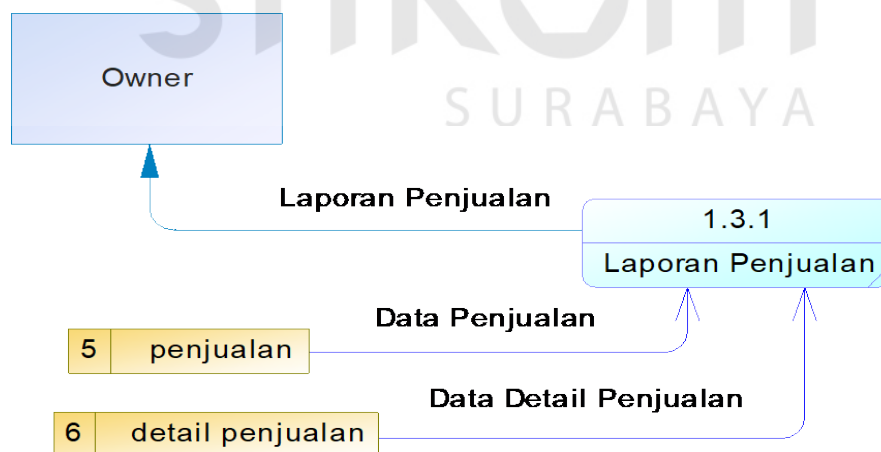 SURABAYA
Owner
Laporan Penjualan
1.3.1
Laporan Penjualan
Data Penjualan
5 penjualan
Data Detail Penjualan
6 detail penjualan